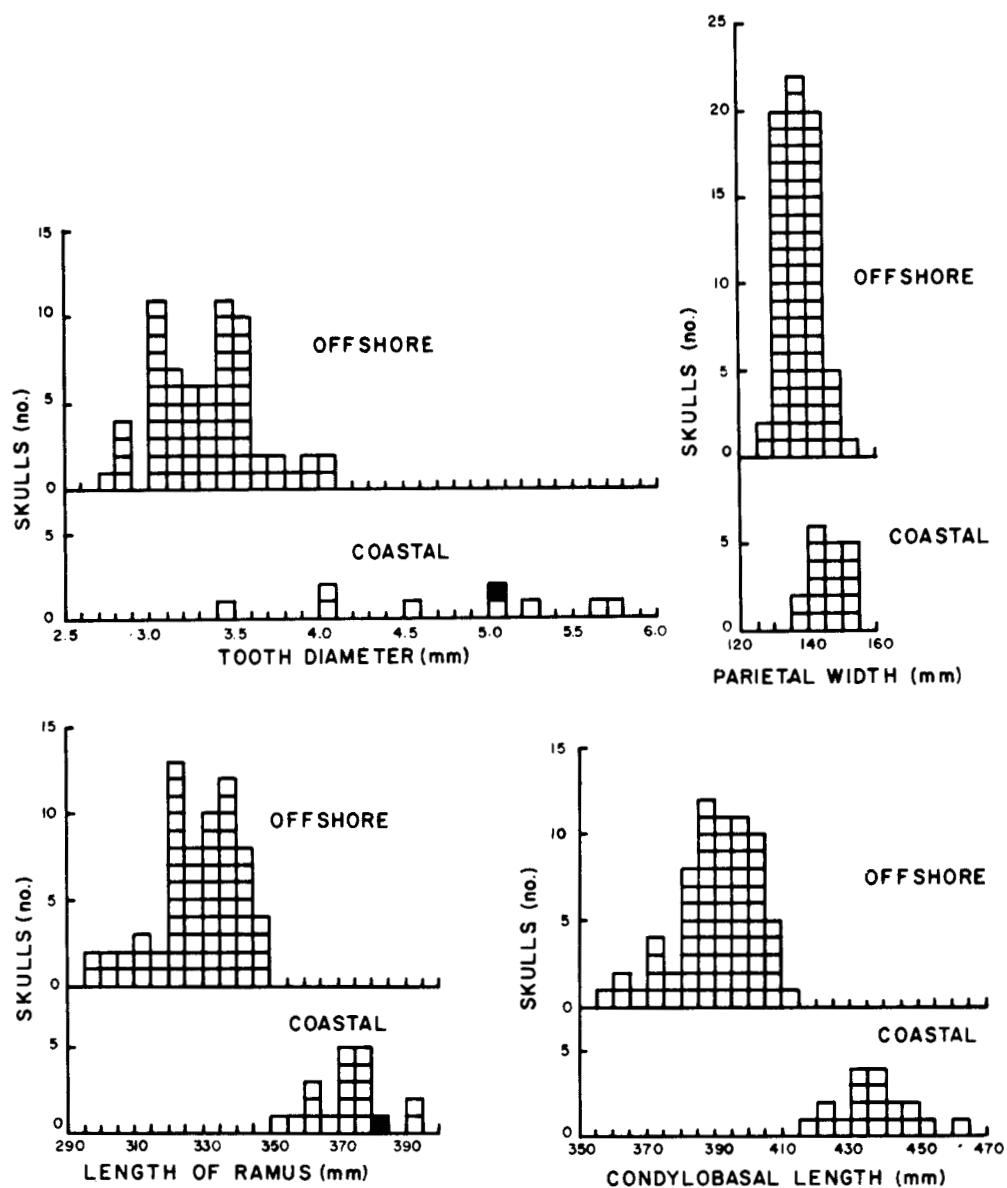 25
20
15
10
5
0
SKULLS (no.)
OFFSHORE
5
0
COASTAL
120 140 160
PARIETAL WIDTH (mm)
15
10
5
0
SKULLS (no.)
OFFSHORE
5
0
COASTAL
2.5 3.0 3.5 4.0 4.5 5.0 5.5 6.0
TOOTH DIAMETER (mm)
15
10
5
0
SKULLS (no.)
OFFSHORE
5
0
COASTAL
290 310 330 350 370 390
LENGTH OF RAMUS (mm)
15
10
5
0
SKULLS (no.)
OFFSHORE
5
0
COASTAL
350 370 390 410 430 450 470
CONDYLOBASAL LENGTH (mm)